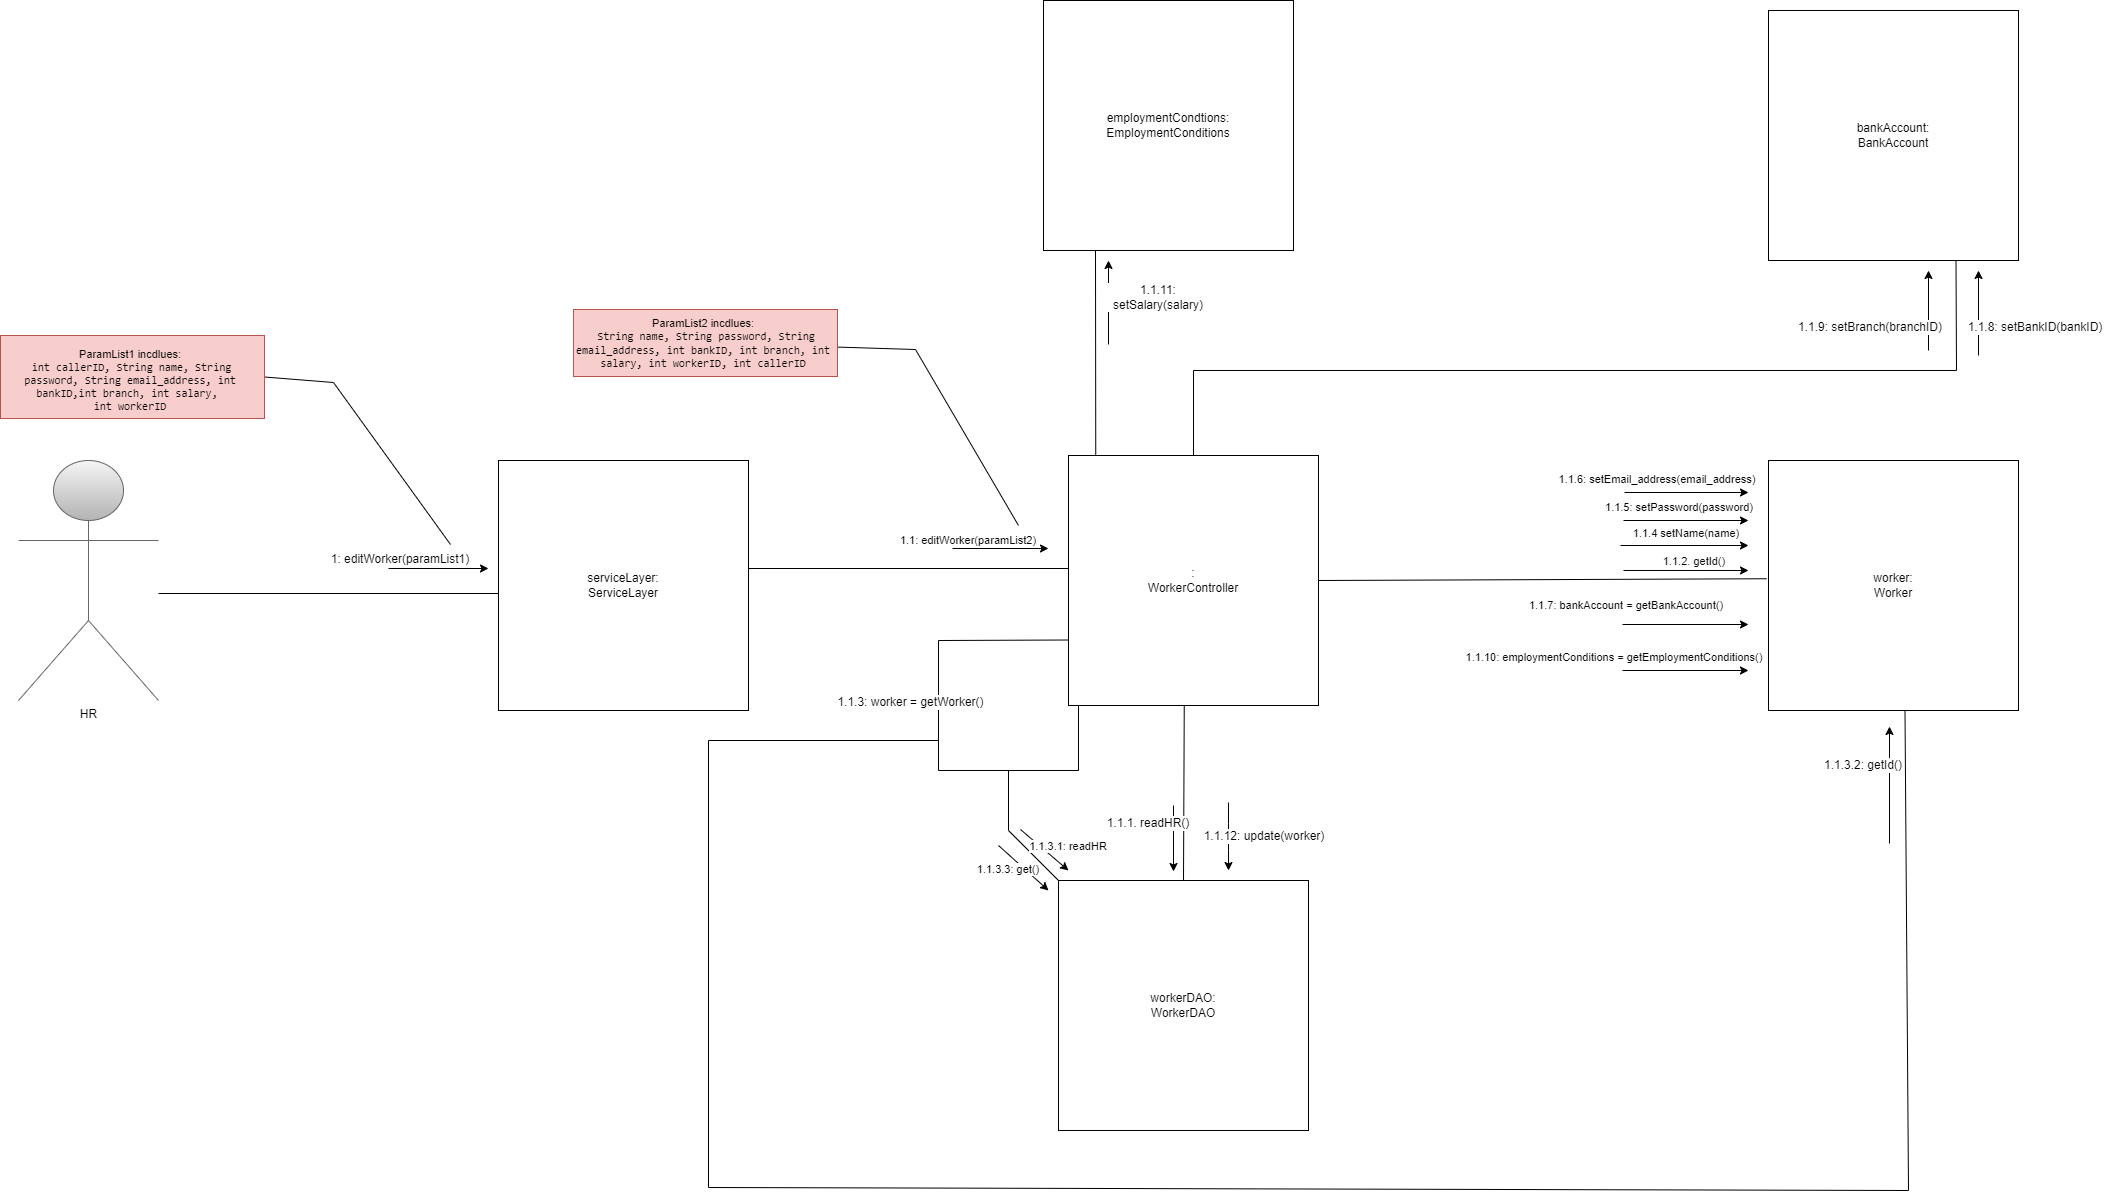 employmentCondtions:
EmploymentConditions
bankAccount:
BankAccount
1.1.11:
setSalary(salary)
1.1.9: setBranch(branchID)
1.1.8: setBankID(bankID)
ParamList2 incdlues:
String name, String password, String
email_address, int bankID, int branch, int
salary, int workerID, int callerID
ParamList1 incdlues:
int callerID, String name, String
password, String email_address, int
bankID,int branch, int salary,
int workerID
1: editWorker(paramList1)
serviceLayer:
ServiceLayer
1.1: editWorker(paramList2)
:
WorkerController
1.1.6: setEmail_address(email_address)
1.1.5: setPassword(password)
1.1.4 setName(name)
1.1.2. getId()
1.1.7: bankAccount = getBankAccount()
1.1.10: employmentConditions = getEmploymentConditions()
worker:
Worker
HR
1.1.3: worker = getWorker()
1.1.3.2: getId()
1.1.1. readHR()
1.1.12: update(worker)
1.1.3.1: readHR
1.1.3.3: get()
workerDAO:
WorkerDAO